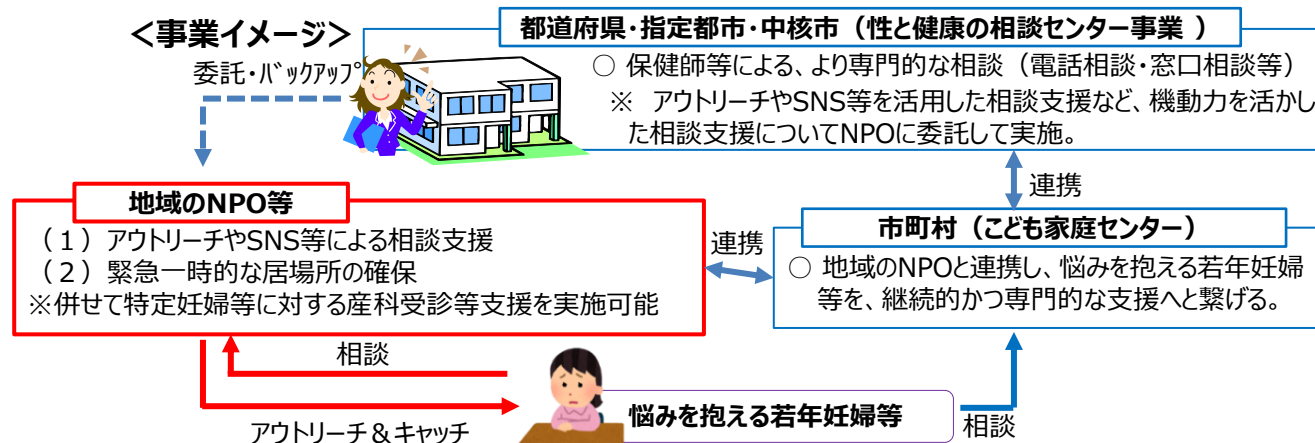 ＜事業イメージ＞
委託・ﾊﾞｯｸｱｯﾌﾟ
都道府県・指定都市・中核市（性と健康の相談センター事業 ）
○ 保健師等による、より専門的な相談（電話相談・窓口相談等）
※ アウトリーチやSNS等を活用した相談支援など、機動力を活かし
た相談支援についてNPOに委託して実施。
連携
地域のNPO等
（１）アウトリーチやSNS等による相談支援
（２）緊急一時的な居場所の確保
※併せて特定妊婦等に対する産科受診等支援を実施可能
連携
市町村（こども家庭センター）
○ 地域のNPOと連携し、悩みを抱える若年妊婦
等を、継続的かつ専門的な支援へと繋げる。
相談
悩みを抱える若年妊婦等
相談
アウトリーチ＆キャッチ